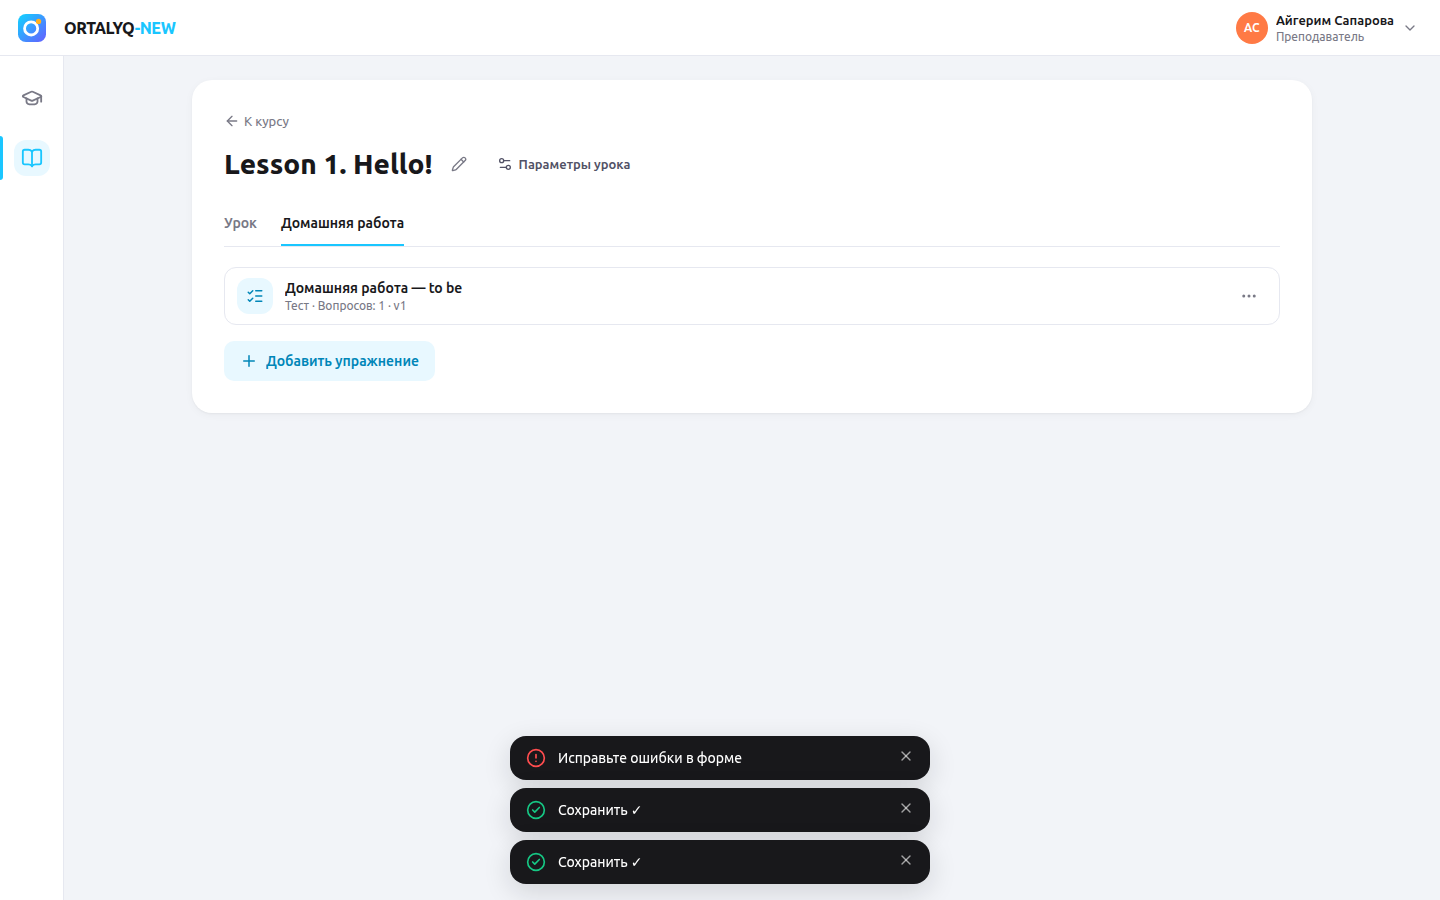 ORTALYQ-NEW
АС
Айгерим Сапарова
Преподаватель
К курсу
Lesson 1. Hello!
Параметры урока
Урок
Домашняя работа
Домашняя работа — to be
Тест · Вопросов: 1 · v1
Добавить упражнение
Исправьте ошибки в форме
Сохранить ✓
Сохранить ✓